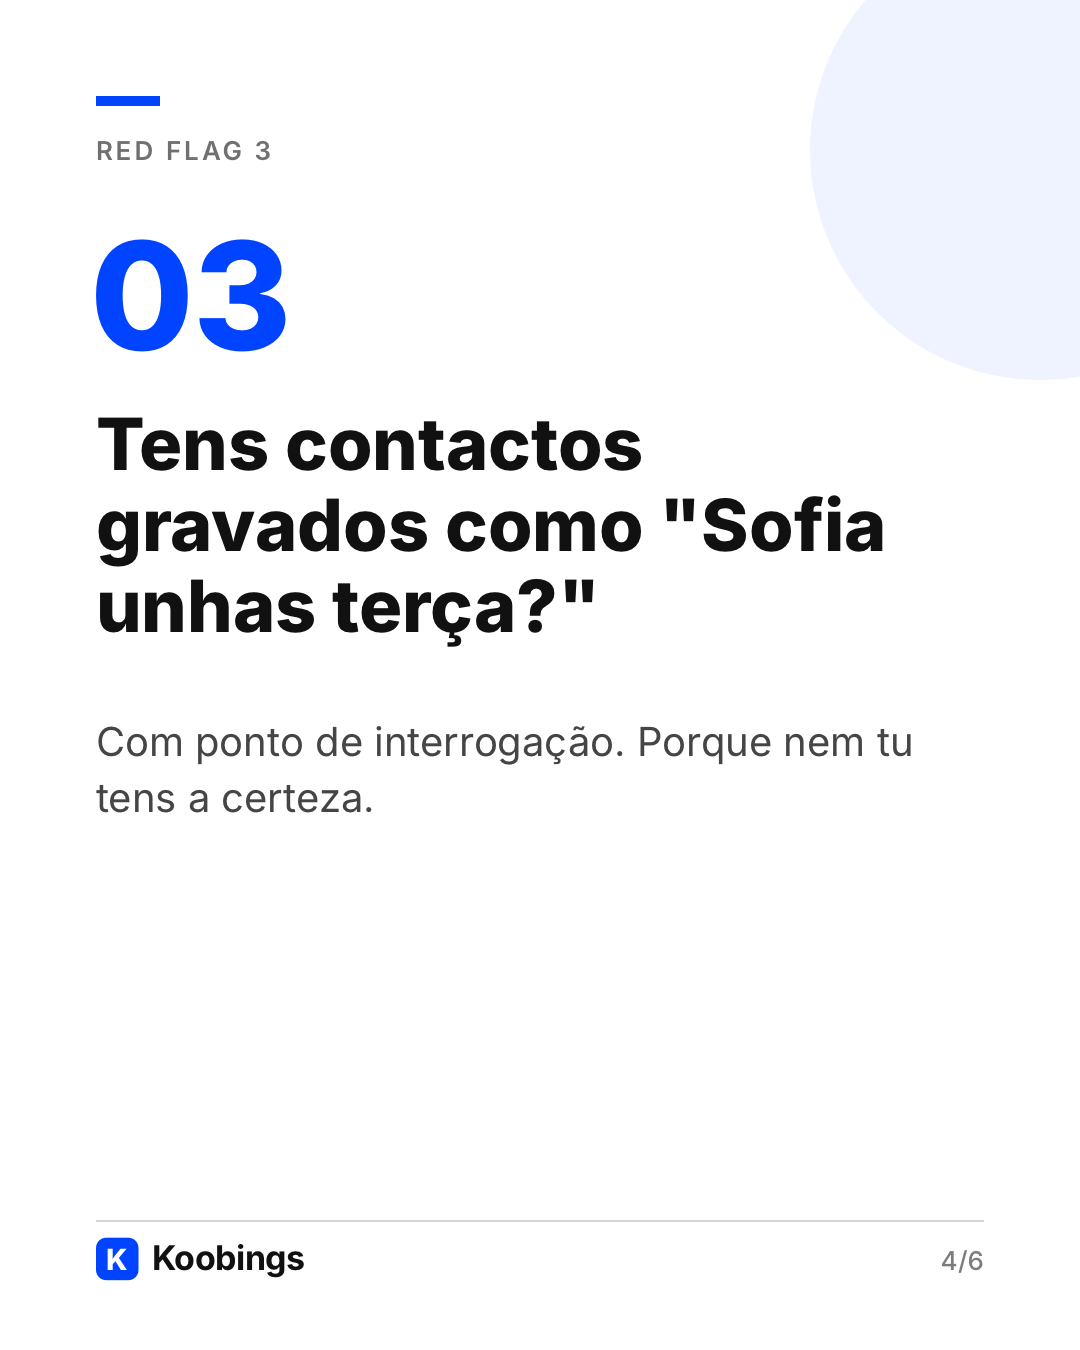 RED FLAG 3
03
Tens contactos
gravados como "Sofia
unhas terça?"
Com ponto de interrogação. Porque nem tu
tens a certeza.
K Koobings
4/6